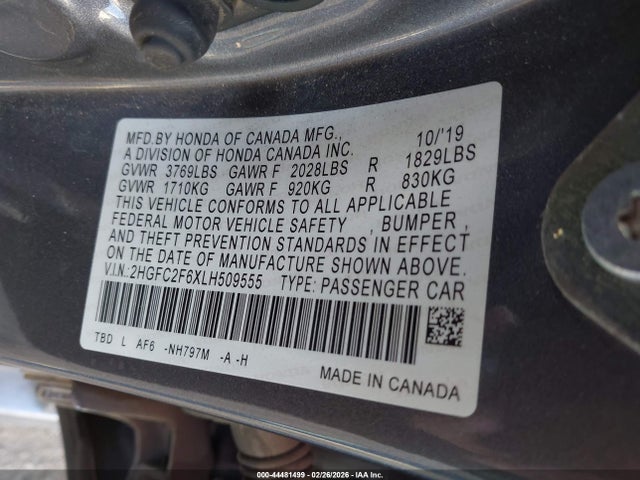 MFD.BY HONDA OF CANADA MFG., 10/'19
A DIVISION OF HONDA CANADA INC.
GVWR 3769LBS GAWR F 2028LBS R 1829LBS
GVWR 1710KG GAWR F 920KG R 830KG
THIS VEHICLE CONFORMS TO ALL APPLICABLE
FEDERAL MOTOR VEHICLE SAFETY , BUMPER ,
AND THEFT PREVENTION STANDARDS IN EFFECT
ON THE DATE OF MANUFACTURE SHOWN ABOVE.
V.I.N.:2HGFC2F6XLH509555 TYPE: PASSENGER CAR
TBD L AF6 -NH797M -A-H
MADE IN CANADA
000-44481499 | 02/26/2026 | IAA Inc.